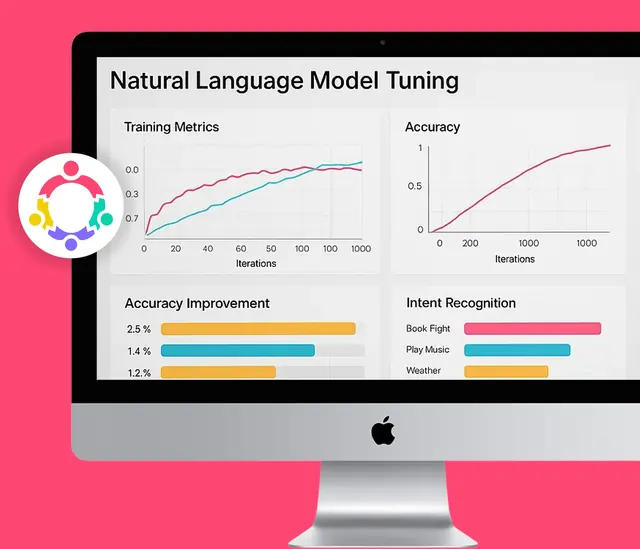 Natural Language Model Tuning
Training Metrics
0.0
0.3
0.7
0 20 40 60 50 80 100 100 1000
Iterations
Accuracy
1
0.5
0
0 200 1000 1000
Iterations
Accuracy Improvement
2.5 %
1.4 %
1.2.%
Intent Recognition
Book Fight
Play Music
Weather